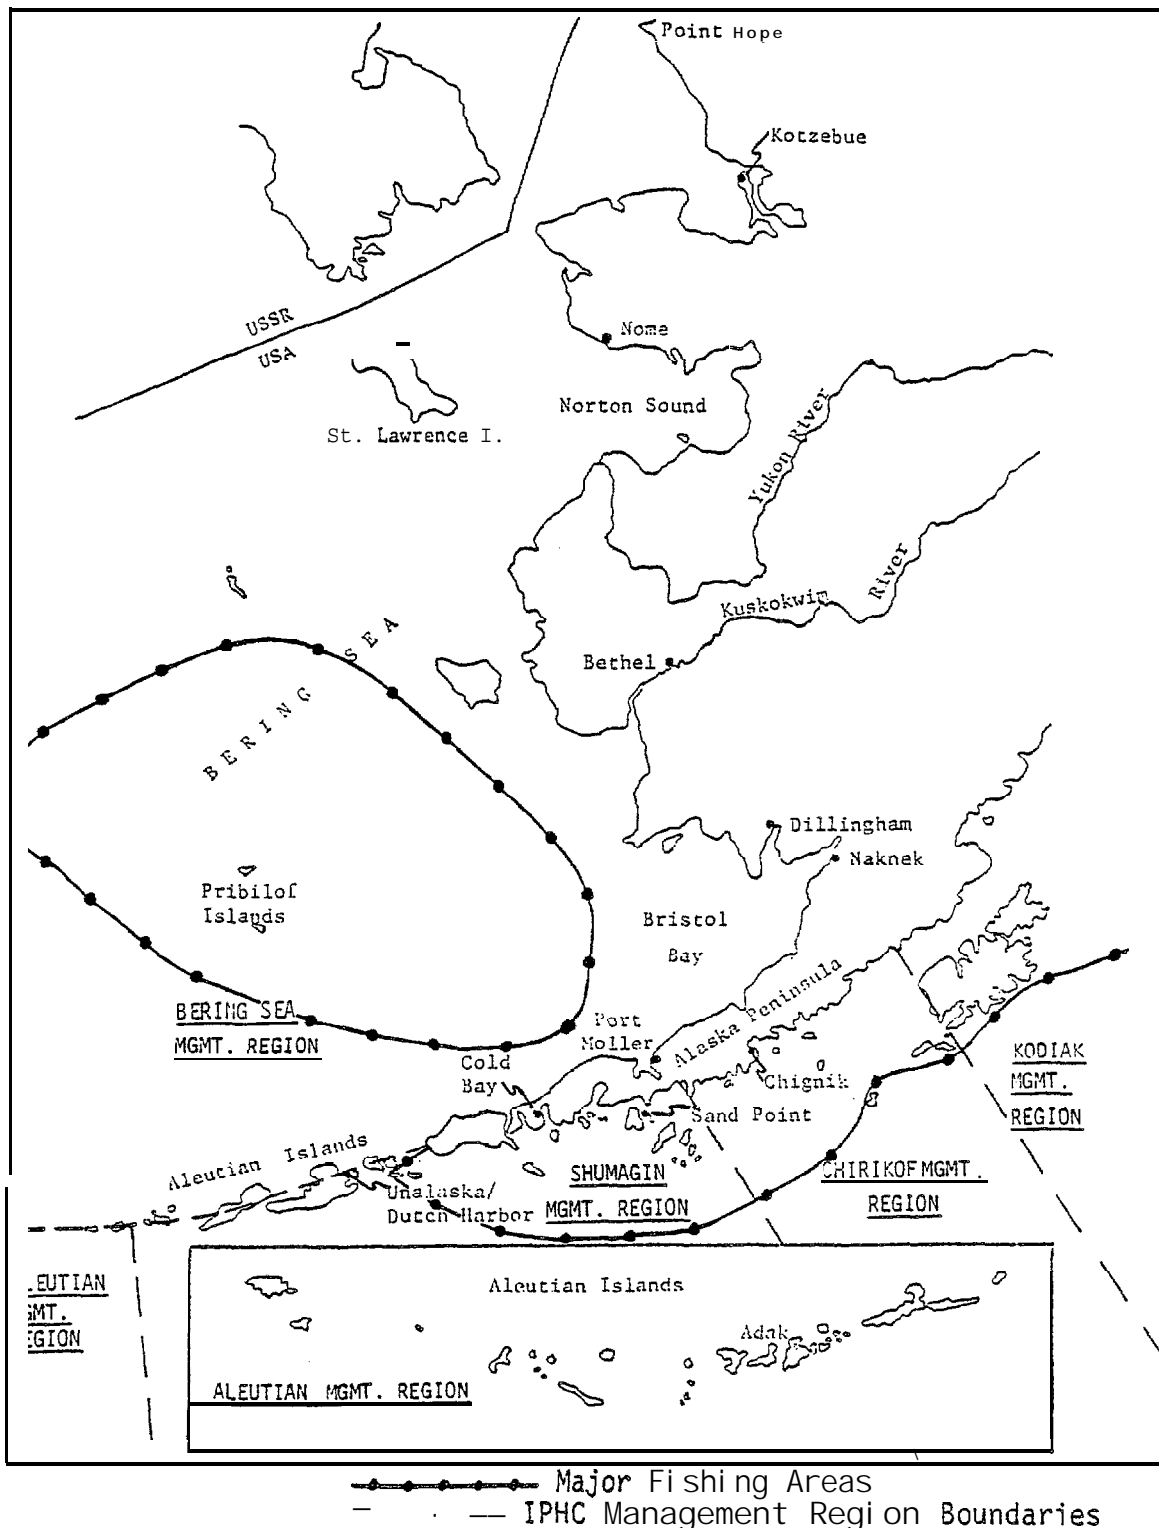 Point Hope
Kotzebue
USSR
USA
Nome
Norton Sound
St. Lawrence I.
Yukon River
Kuskokwim River
BERING SEA
Bethel
Dillingham
Naknek
Pribilof
Islands
Bristol
Bay
BERING SEA
MGMT. REGION
Port
Moller
Alaska Peninsula
Cold
Bay
Chignik
KODIAK
MGMT.
REGION
Sand Point
Aleutian Islands
SHUMAGIN
MGMT. REGION
CHIRIKOF MGMT.
REGION
Unalaska/
Dutch Harbor
LEUTIAN
GMT.
EGION
Aleutian Islands
Adak
ALEUTIAN MGMT. REGION
Major Fishing Areas
IPHC Management Region Boundaries